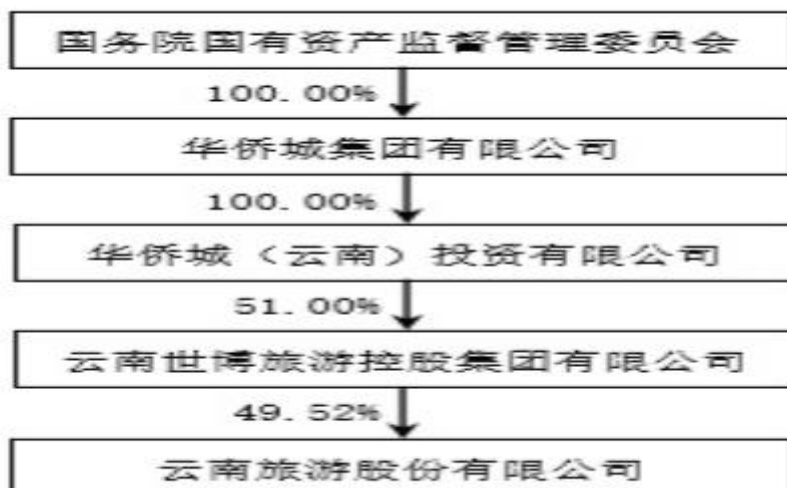 国务院国有资产监督管理委员会
100.00%
华侨城集团有限公司
100.00%
华侨城（云南）投资有限公司
51.00%
云南世博旅游控股集团有限公司
49.52%
云南旅游股份有限公司